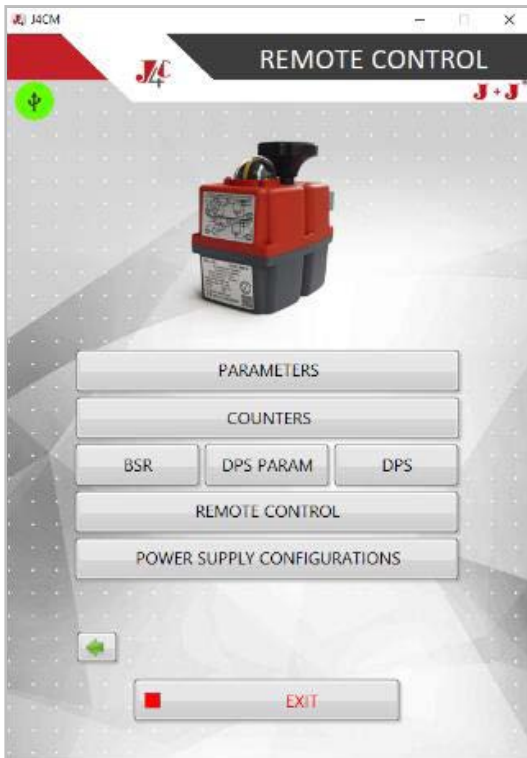 J4CM
REMOTE CONTROL
J4C
J+J
PARAMETERS
COUNTERS
BSR DPS PARAM DPS
REMOTE CONTROL
POWER SUPPLY CONFIGURATIONS
EXIT